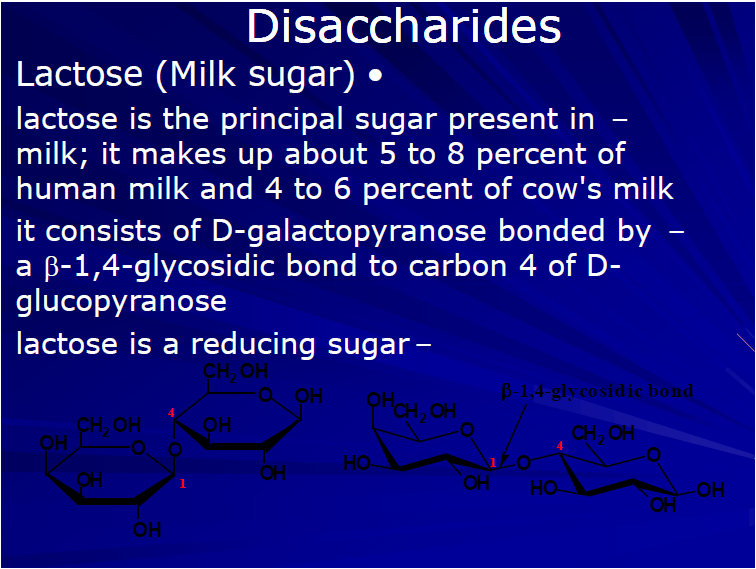 Disaccharides
Lactose (Milk sugar) •
lactose is the principal sugar present in –
milk; it makes up about 5 to 8 percent of
human milk and 4 to 6 percent of cow's milk
it consists of D-galactopyranose bonded by –
a β-1,4-glycosidic bond to carbon 4 of D-
glucopyranose
lactose is a reducing sugar –
CH2 OH
O
OH
4
OH
OH
CH2 OH
OH
O
O
OH
1
OH
β-1,4-glycosidic bond
OH
CH2 OH
O
HO
OH
1
O
4
CH2 OH
O
HO
OH
OH